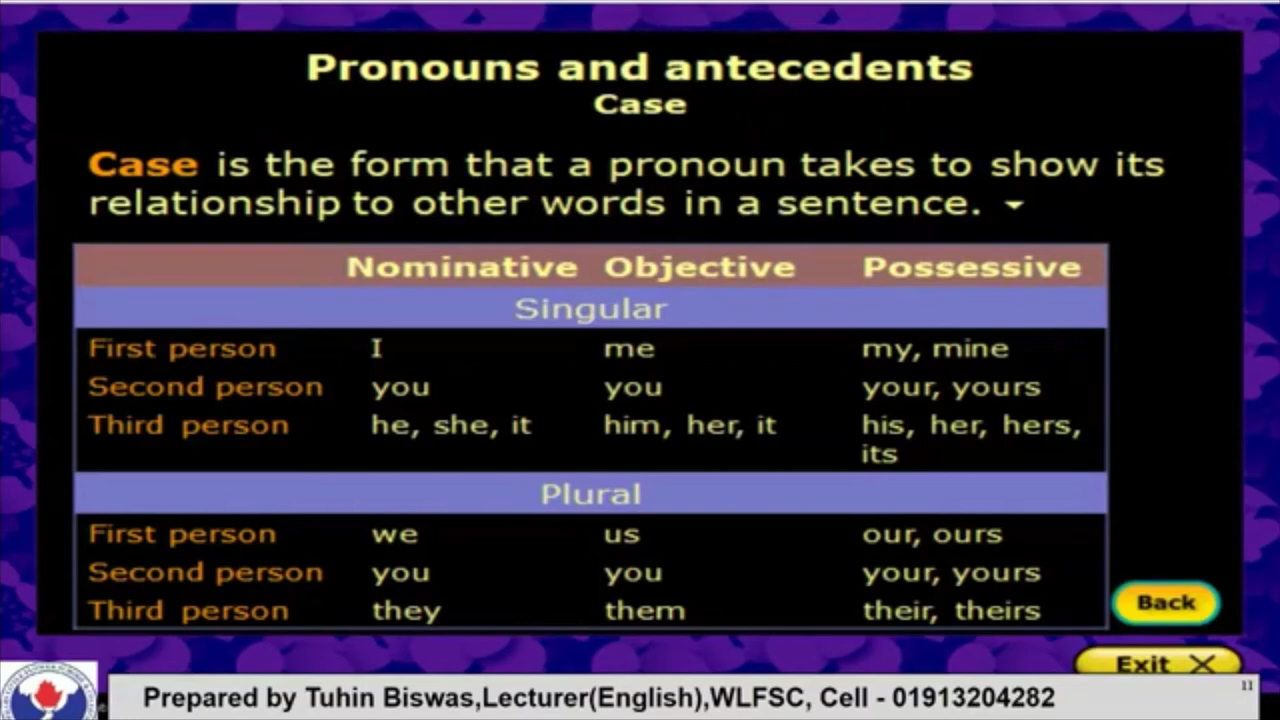 Pronouns and antecedents
Case
Case is the form that a pronoun takes to show its
relationship to other words in a sentence.
Nominative Objective Possessive
Singular
First person I me my, mine
Second person you you your, yours
Third person he, she, it him, her, it his, her, hers,
its
Plural
First person we us our, ours
Second person you you your, yours
Third person they them their, theirs
Back
Exit
Prepared by Tuhin Biswas,Lecturer(English),WLFSC, Cell - 01913204282
11